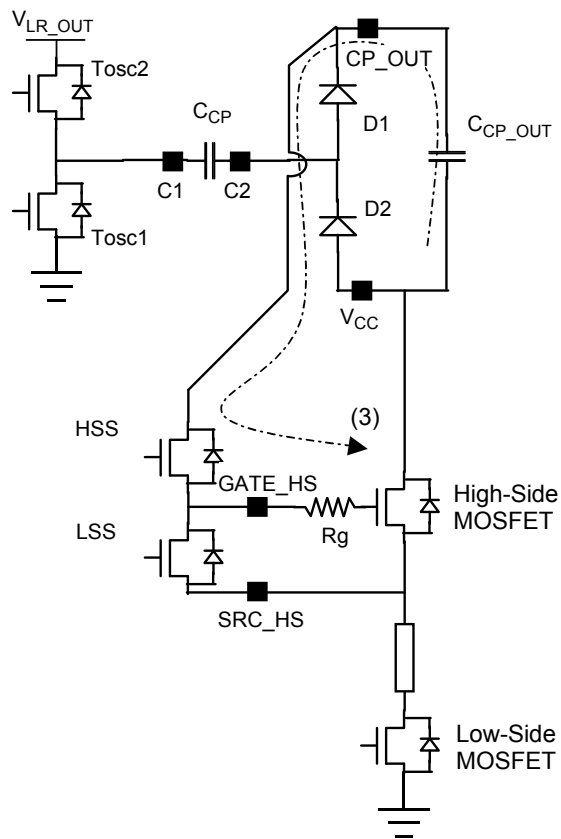 V_LR_OUT
Tosc2
CP_OUT
C_CP
D1
C_CP_OUT
C1
C2
D2
Tosc1
V_CC
(3)
HSS
GATE_HS
High-Side
MOSFET
LSS
Rg
SRC_HS
Low-Side
MOSFET